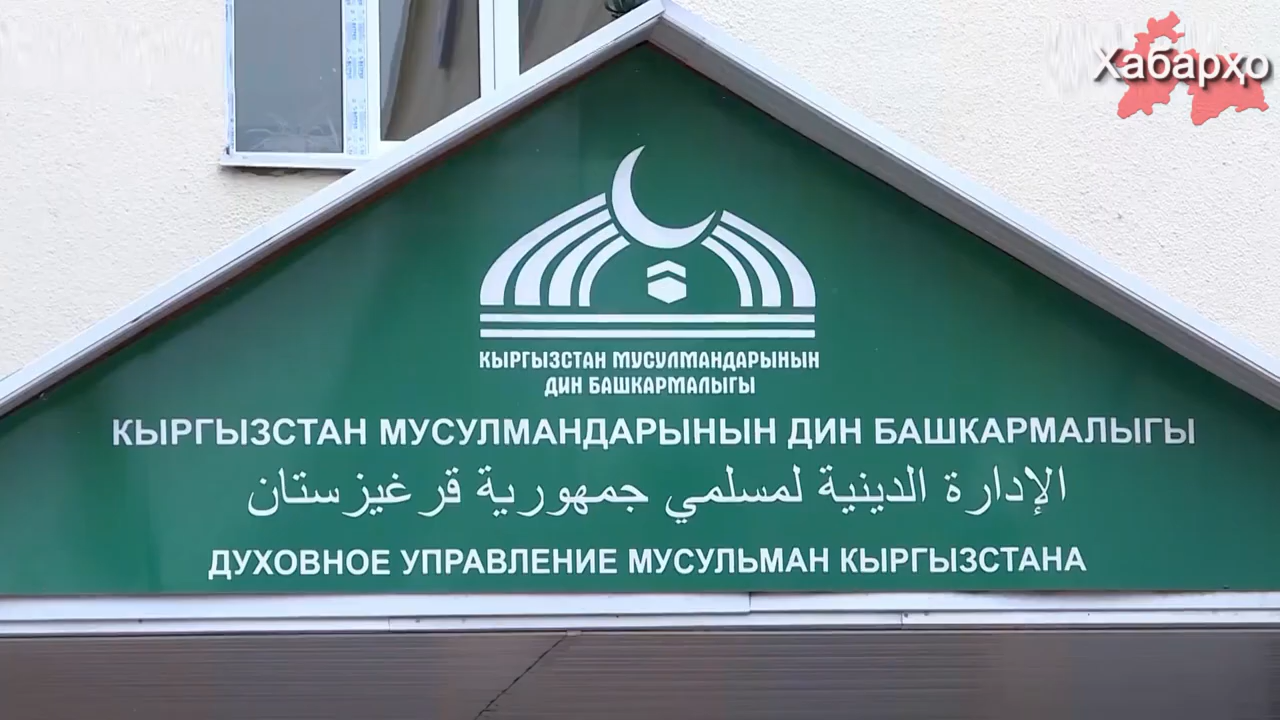 Хабарҳо
КЫРГЫЗСТАН МУСУЛМАНДАРЫНЫН
ДИН БАШКАРМАЛЫГЫ
КЫРГЫЗСТАН МУСУЛМАНДАРЫНЫН ДИН БАШКАРМАЛЫГЫ
الإدارة الدينية لمسلمي جمهورية قرغيزستان
ДУХОВНОЕ УПРАВЛЕНИЕ МУСУЛЬМАН КЫРГЫЗСТАНА